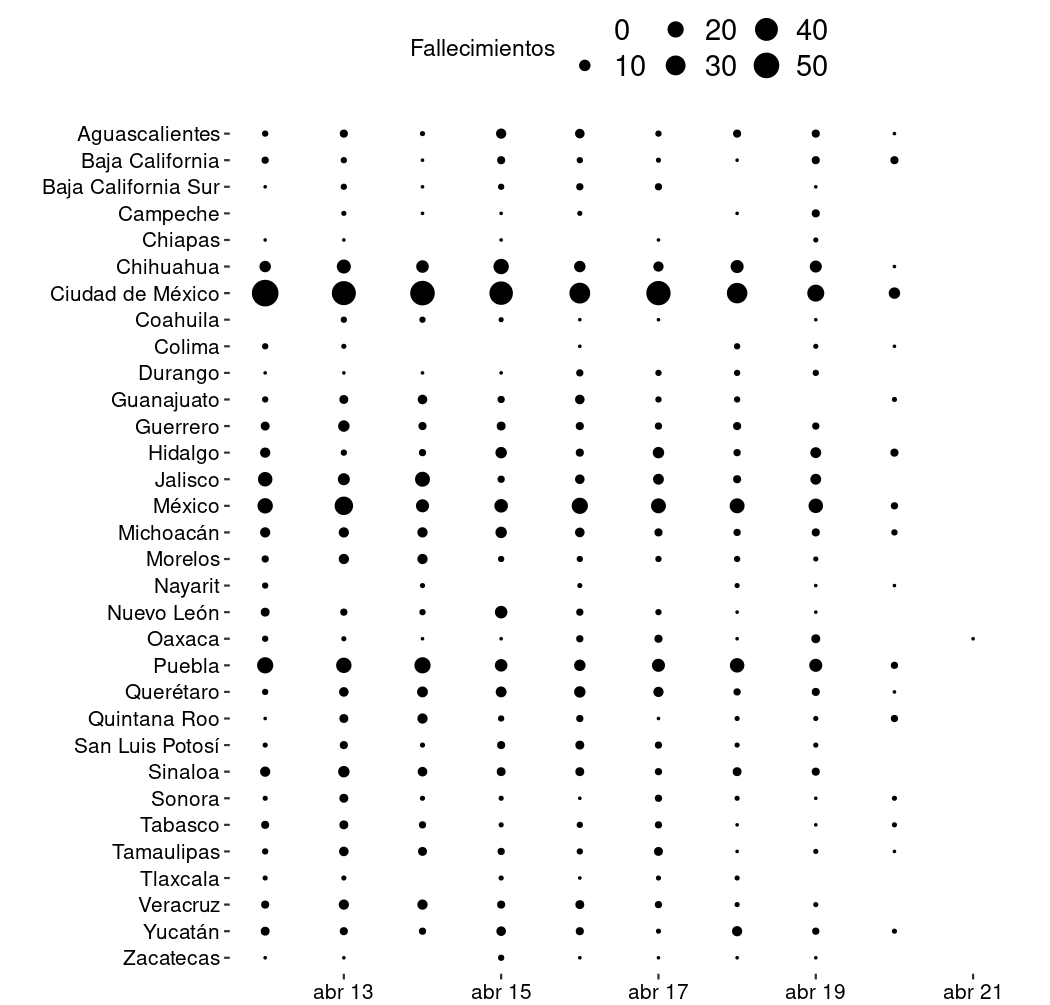 Fallecimientos
0 20 40
10 30 50
Aguascalientes
Baja California
Baja California Sur
Campeche
Chiapas
Chihuahua
Ciudad de México
Coahuila
Colima
Durango
Guanajuato
Guerrero
Hidalgo
Jalisco
México
Michoacán
Morelos
Nayarit
Nuevo León
Oaxaca
Puebla
Querétaro
Quintana Roo
San Luis Potosí
Sinaloa
Sonora
Tabasco
Tamaulipas
Tlaxcala
Veracruz
Yucatán
Zacatecas
abr 13 abr 15 abr 17 abr 19 abr 21